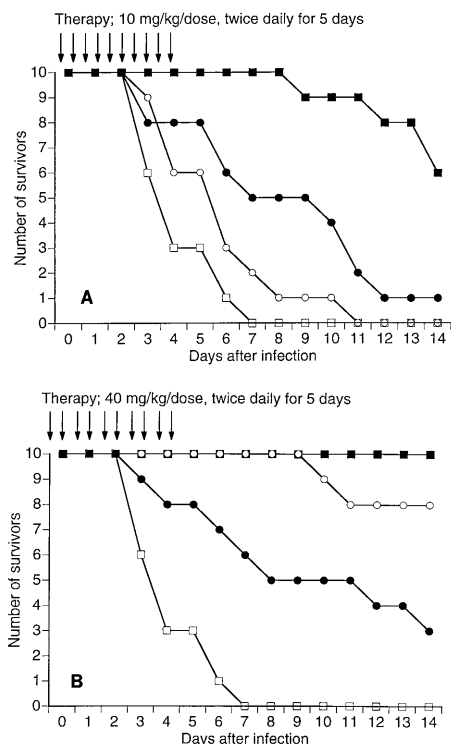 Therapy; 10 mg/kg/dose, twice daily for 5 days
10
9
8
7
6
5
4
3
2
1
0
Number of survivors
A
0 1 2 3 4 5 6 7 8 9 10 11 12 13 14
Days after infection
Therapy; 40 mg/kg/dose, twice daily for 5 days
10
9
8
7
6
5
4
3
2
1
0
Number of survivors
B
0 1 2 3 4 5 6 7 8 9 10 11 12 13 14
Days after infection